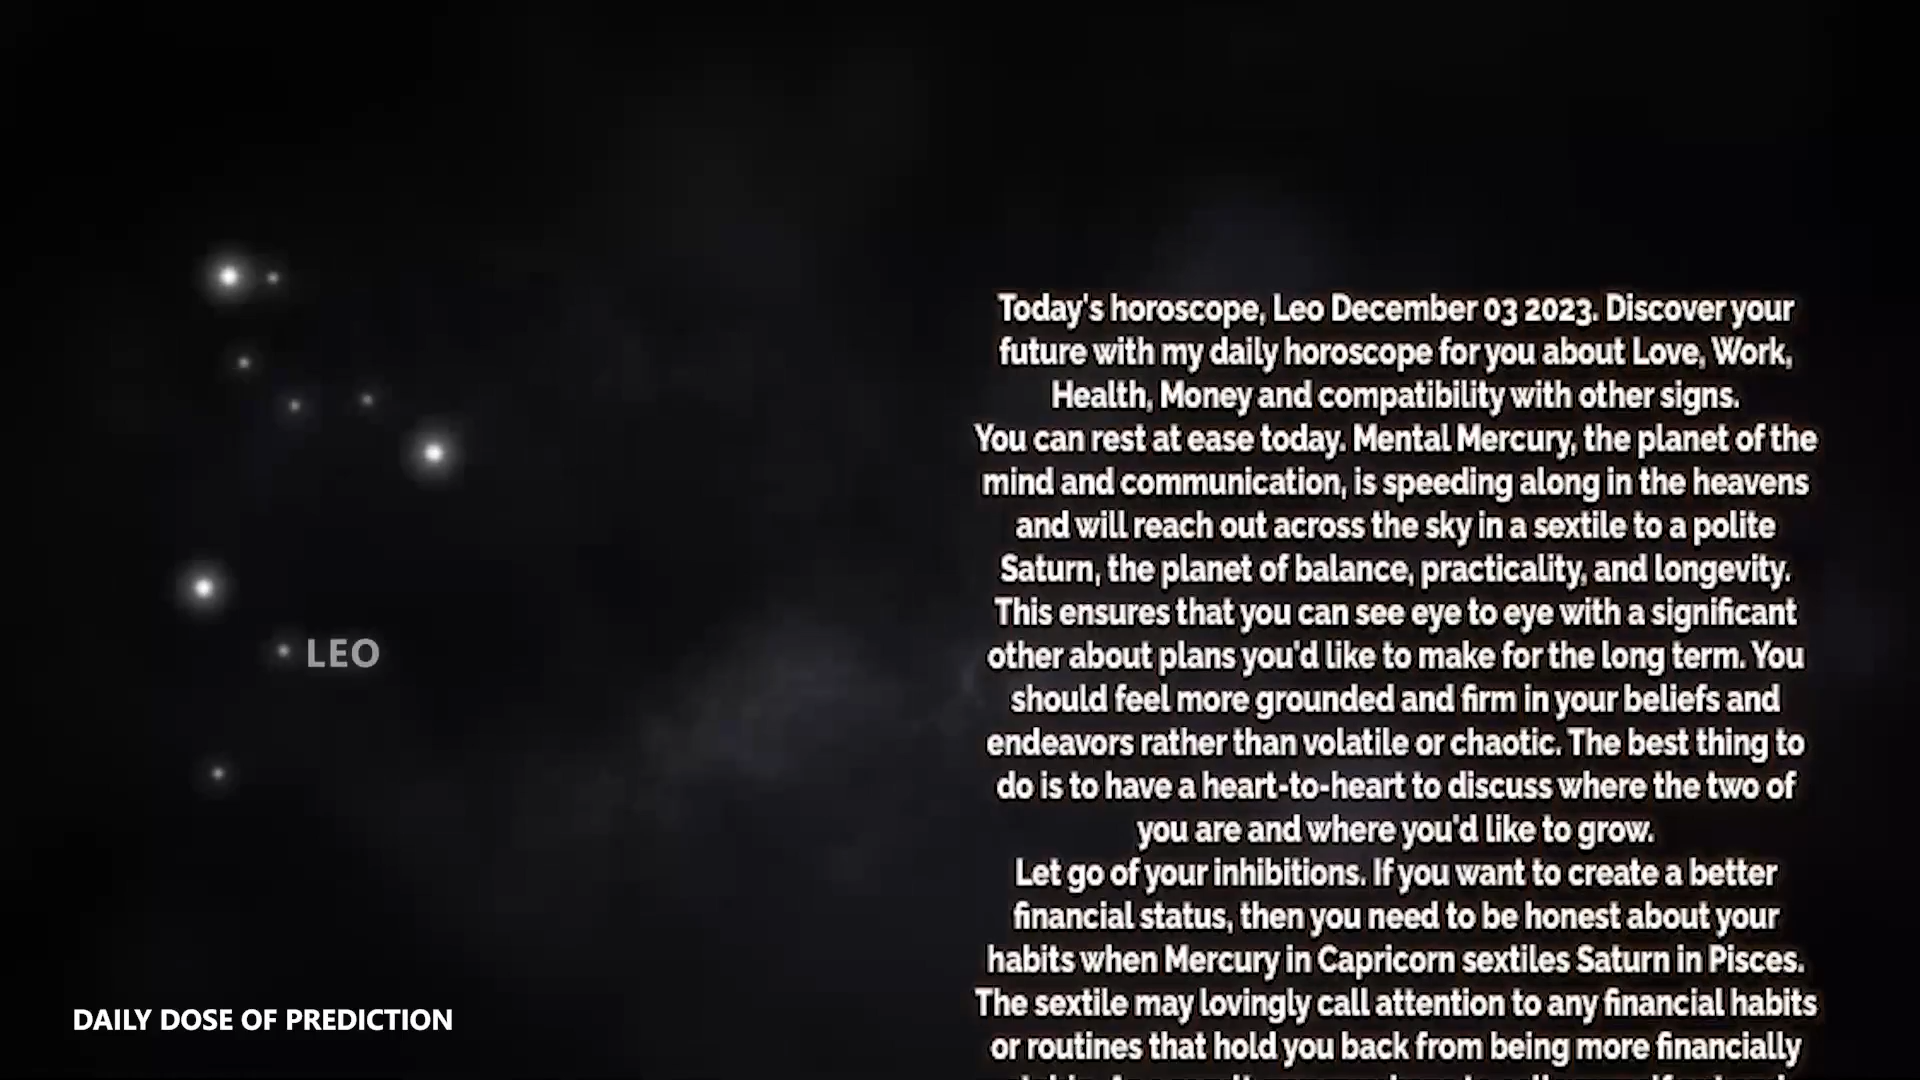 Today's horoscope, Leo December 03 2023. Discover your
future with my daily horoscope for you about Love, Work,
Health, Money and compatibility with other signs.
You can rest at ease today. Mental Mercury, the planet of the
mind and communication, is speeding along in the heavens
and will reach out across the sky in a sextile to a polite
Saturn, the planet of balance, practicality, and longevity.
This ensures that you can see eye to eye with a significant
other about plans you'd like to make for the long term. You
should feel more grounded and firm in your beliefs and
endeavors rather than volatile or chaotic. The best thing to
do is to have a heart-to-heart to discuss where the two of
you are and where you'd like to grow.
Let go of your inhibitions. If you want to create a better
financial status, then you need to be honest about your
habits when Mercury in Capricorn sextiles Saturn in Pisces.
The sextile may lovingly call attention to any financial habits
or routines that hold you back from being more financially
LEO
DAILY DOSE OF PREDICTION